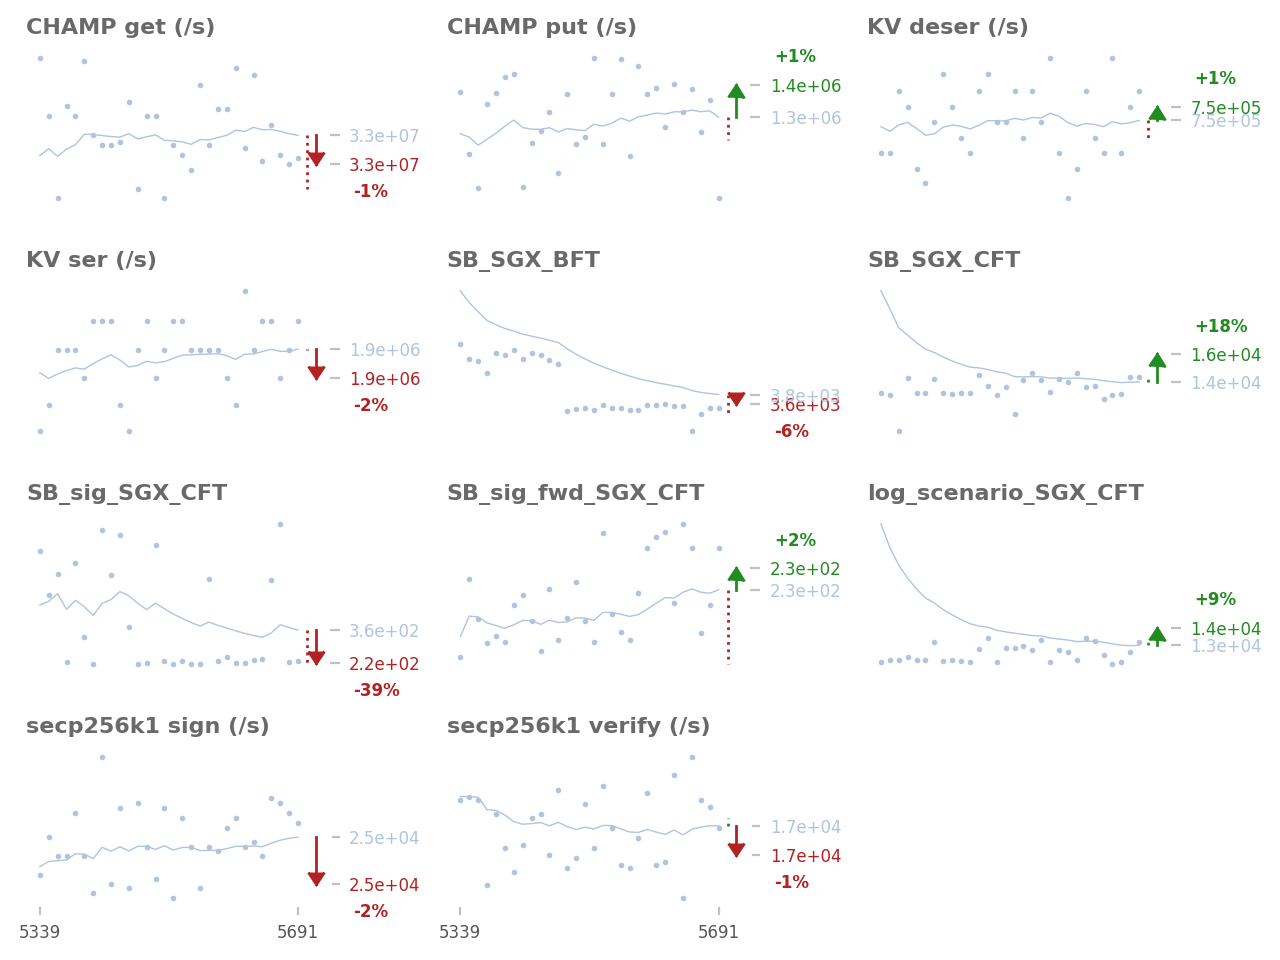 CHAMP get (/s)
3.3e+07
3.3e+07
-1%
CHAMP put (/s)
+1%
1.4e+06
1.3e+06
KV deser (/s)
+1%
7.5e+05
7.5e+05
KV ser (/s)
1.9e+06
1.9e+06
-2%
SB_SGX_BFT
3.8e+03
3.6e+03
-6%
SB_SGX_CFT
+18%
1.6e+04
1.4e+04
SB_sig_SGX_CFT
3.6e+02
2.2e+02
-39%
SB_sig_fwd_SGX_CFT
+2%
2.3e+02
2.3e+02
log_scenario_SGX_CFT
+9%
1.4e+04
1.3e+04
secp256k1 sign (/s)
2.5e+04
2.5e+04
-2%
5339
5691
secp256k1 verify (/s)
1.7e+04
1.7e+04
-1%
5339
5691